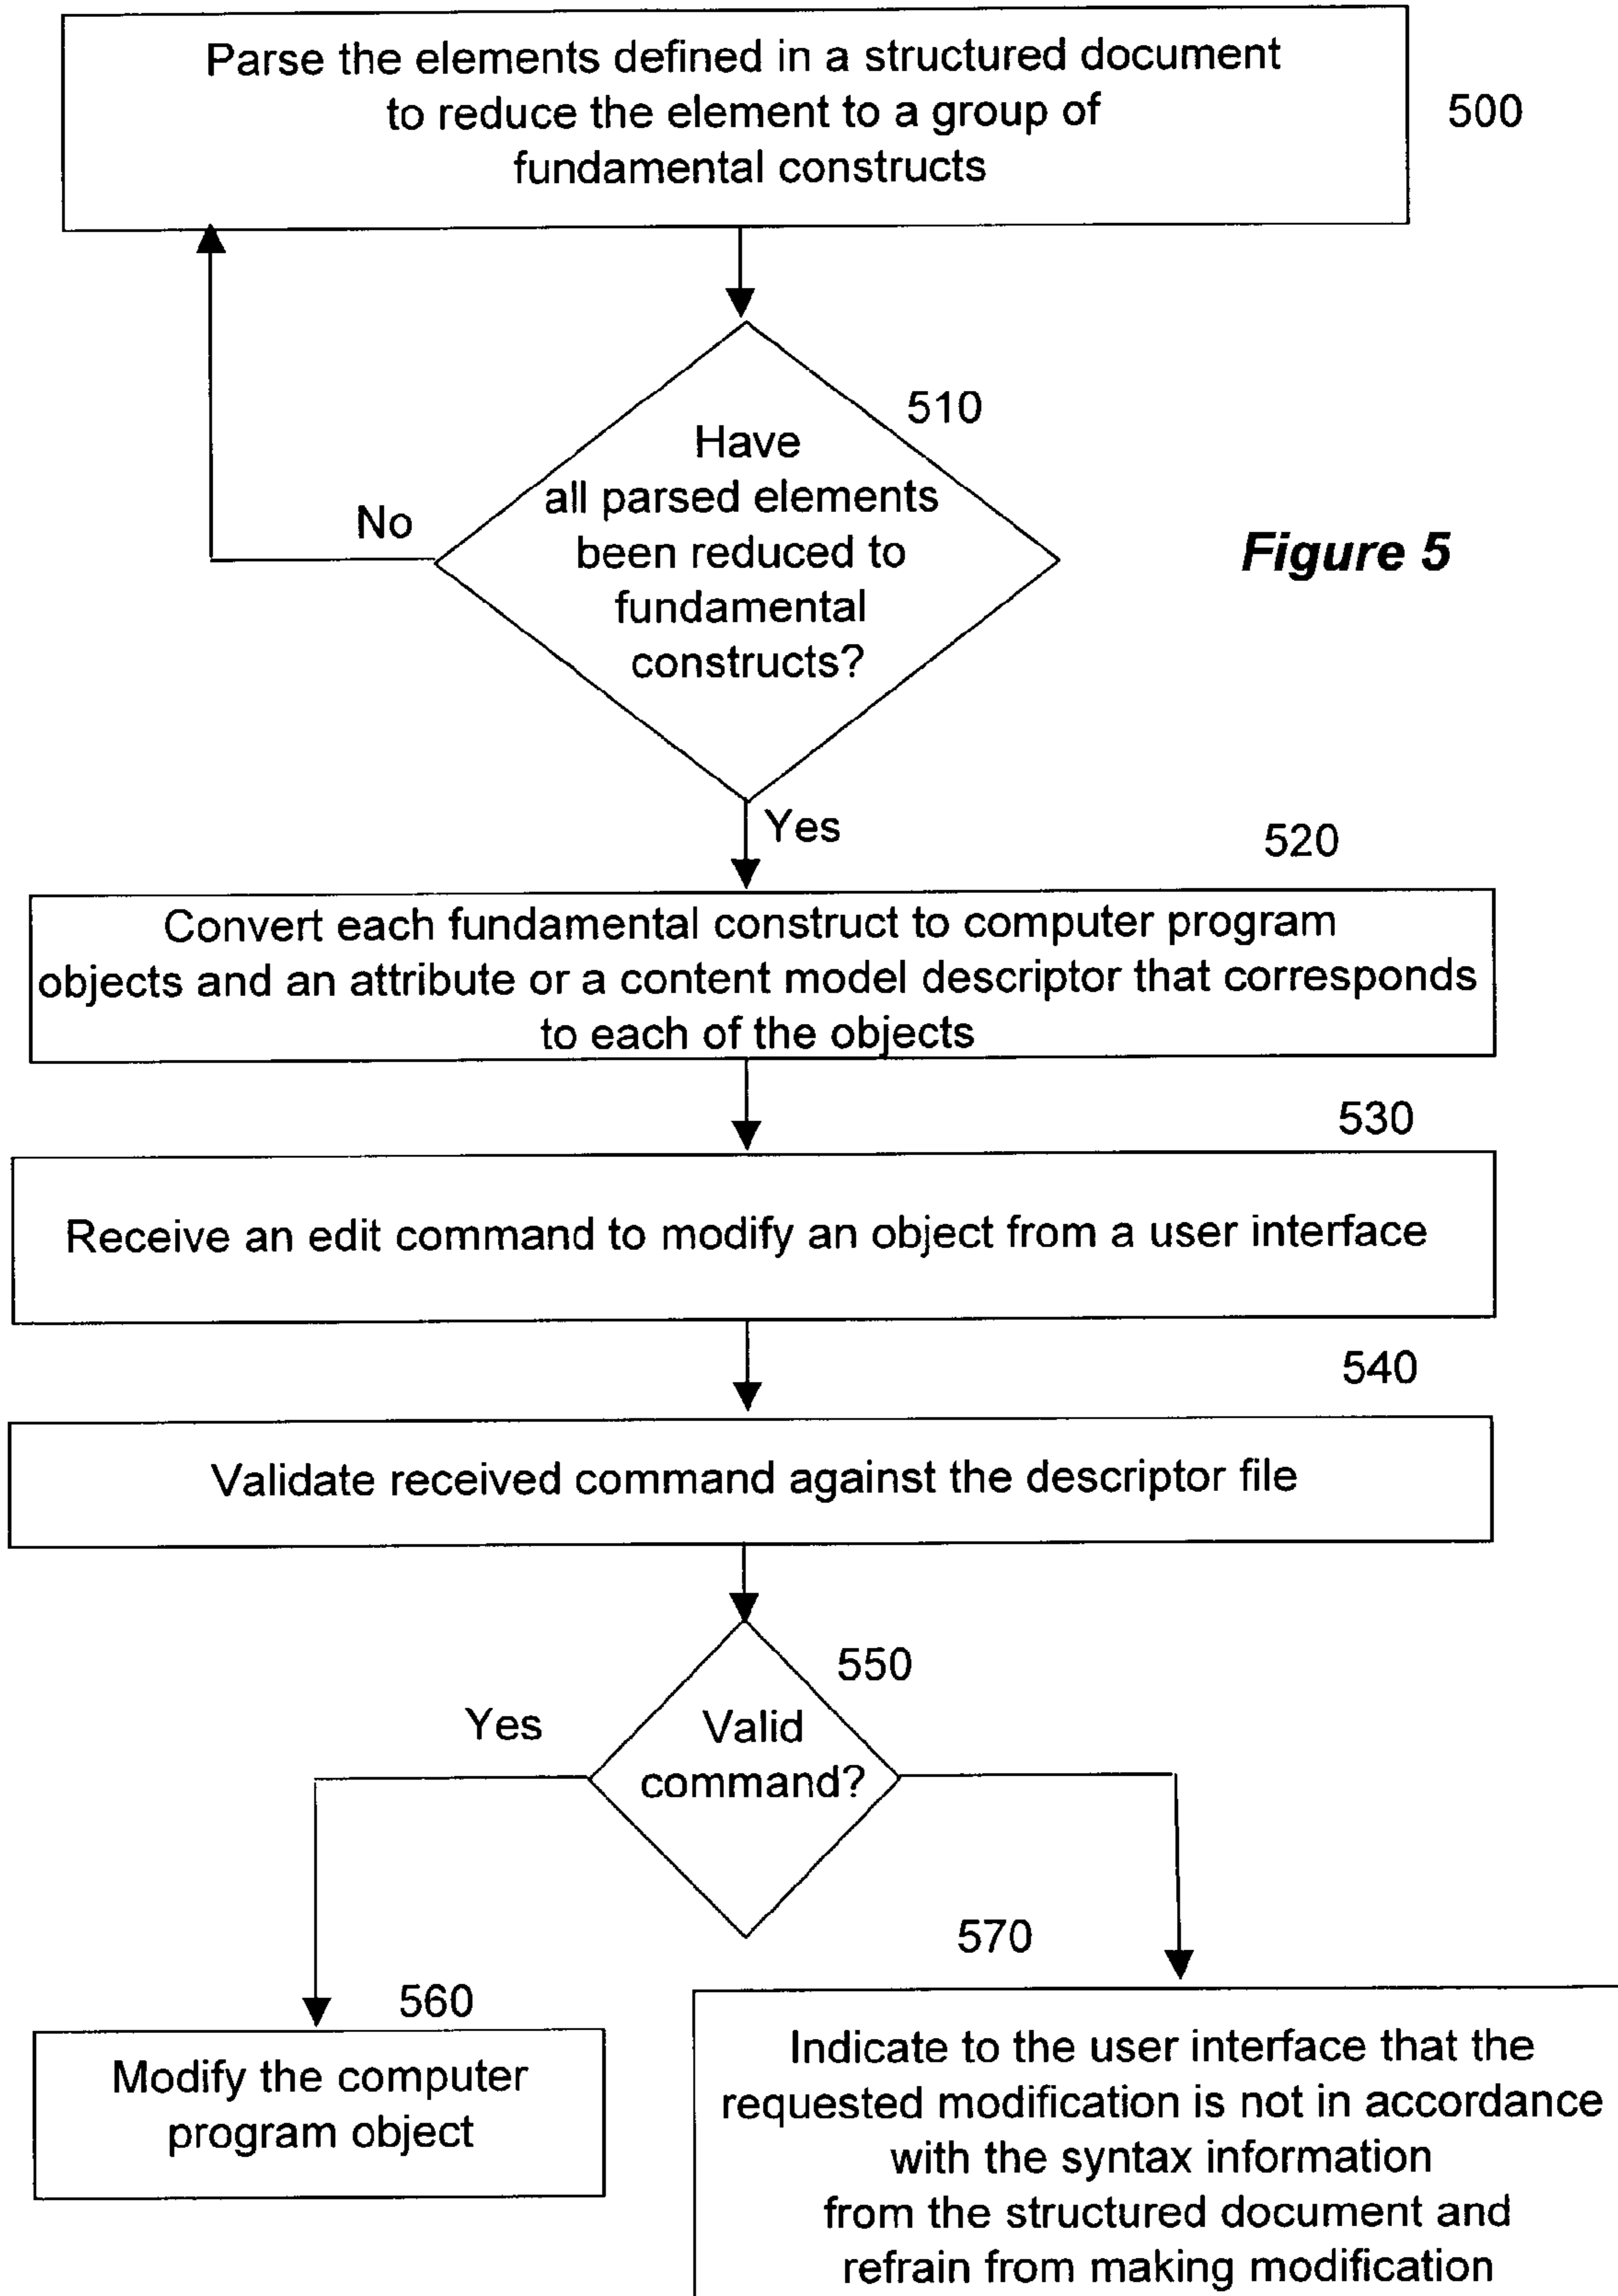 Parse the elements defined in a structured document
to reduce the element to a group of
fundamental constructs
500
510
Have
all parsed elements
been reduced to
fundamental
constructs?
No
Figure 5
Yes
520
Convert each fundamental construct to computer program
objects and an attribute or a content model descriptor that corresponds
to each of the objects
530
Receive an edit command to modify an object from a user interface
540
Validate received command against the descriptor file
550
Yes
Valid
command?
570
560
Modify the computer
program object
Indicate to the user interface that the
requested modification is not in accordance
with the syntax information
from the structured document and
refrain from making modification